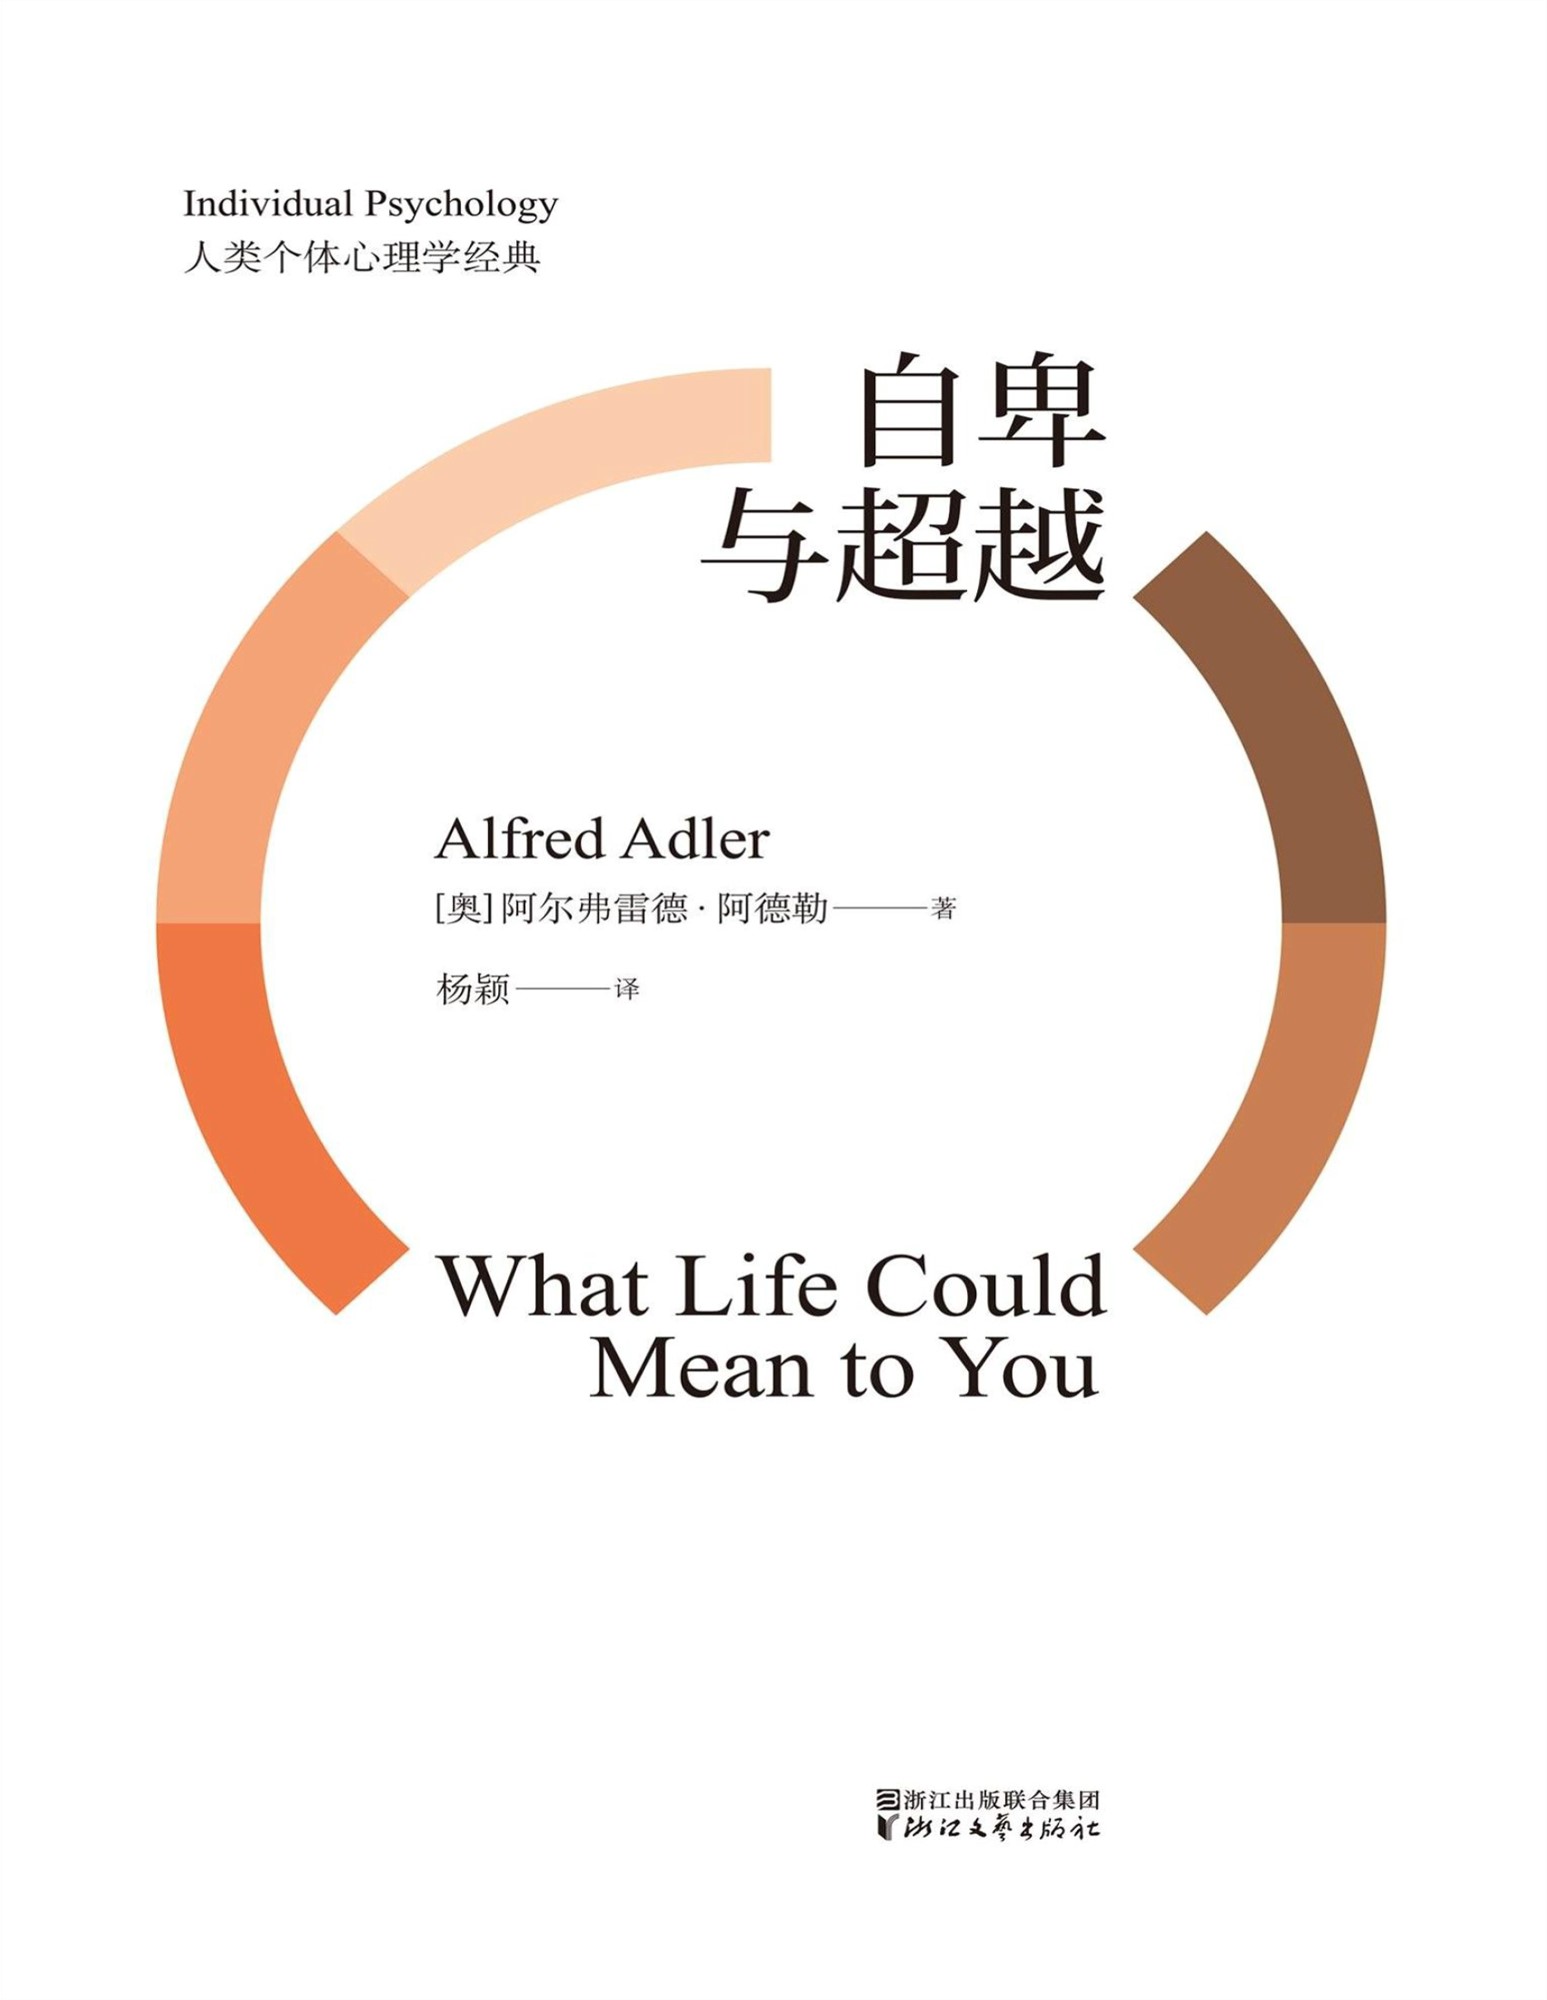 Individual Psychology
人类个体心理学经典
自卑
与超越
Alfred Adler
[奥]阿尔弗雷德·阿德勒———著
杨颖———译
What Life Could
Mean to You
浙江出版联合集团
浙江文艺出版社